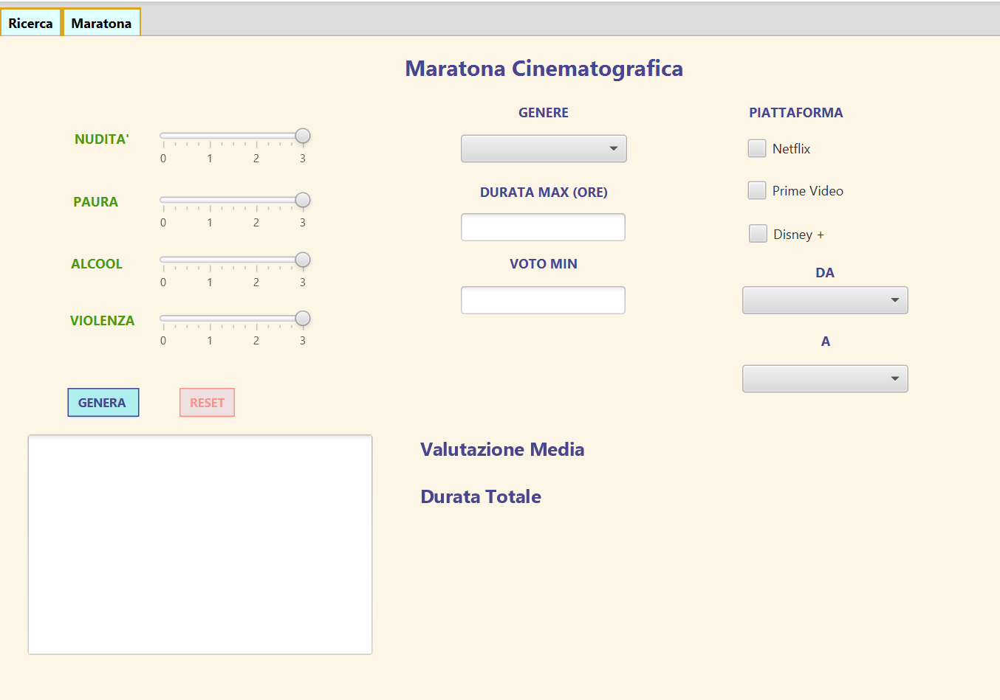 Ricerca Maratona
Maratona Cinematografica
NUDITA'
0 1 2 3
PAURA
0 1 2 3
ALCOOL
0 1 2 3
VIOLENZA
0 1 2 3
GENERE
DURATA MAX (ORE)
VOTO MIN
PIATTAFORMA
Netflix
Prime Video
Disney +
DA
A
GENERA RESET
Valutazione Media
Durata Totale